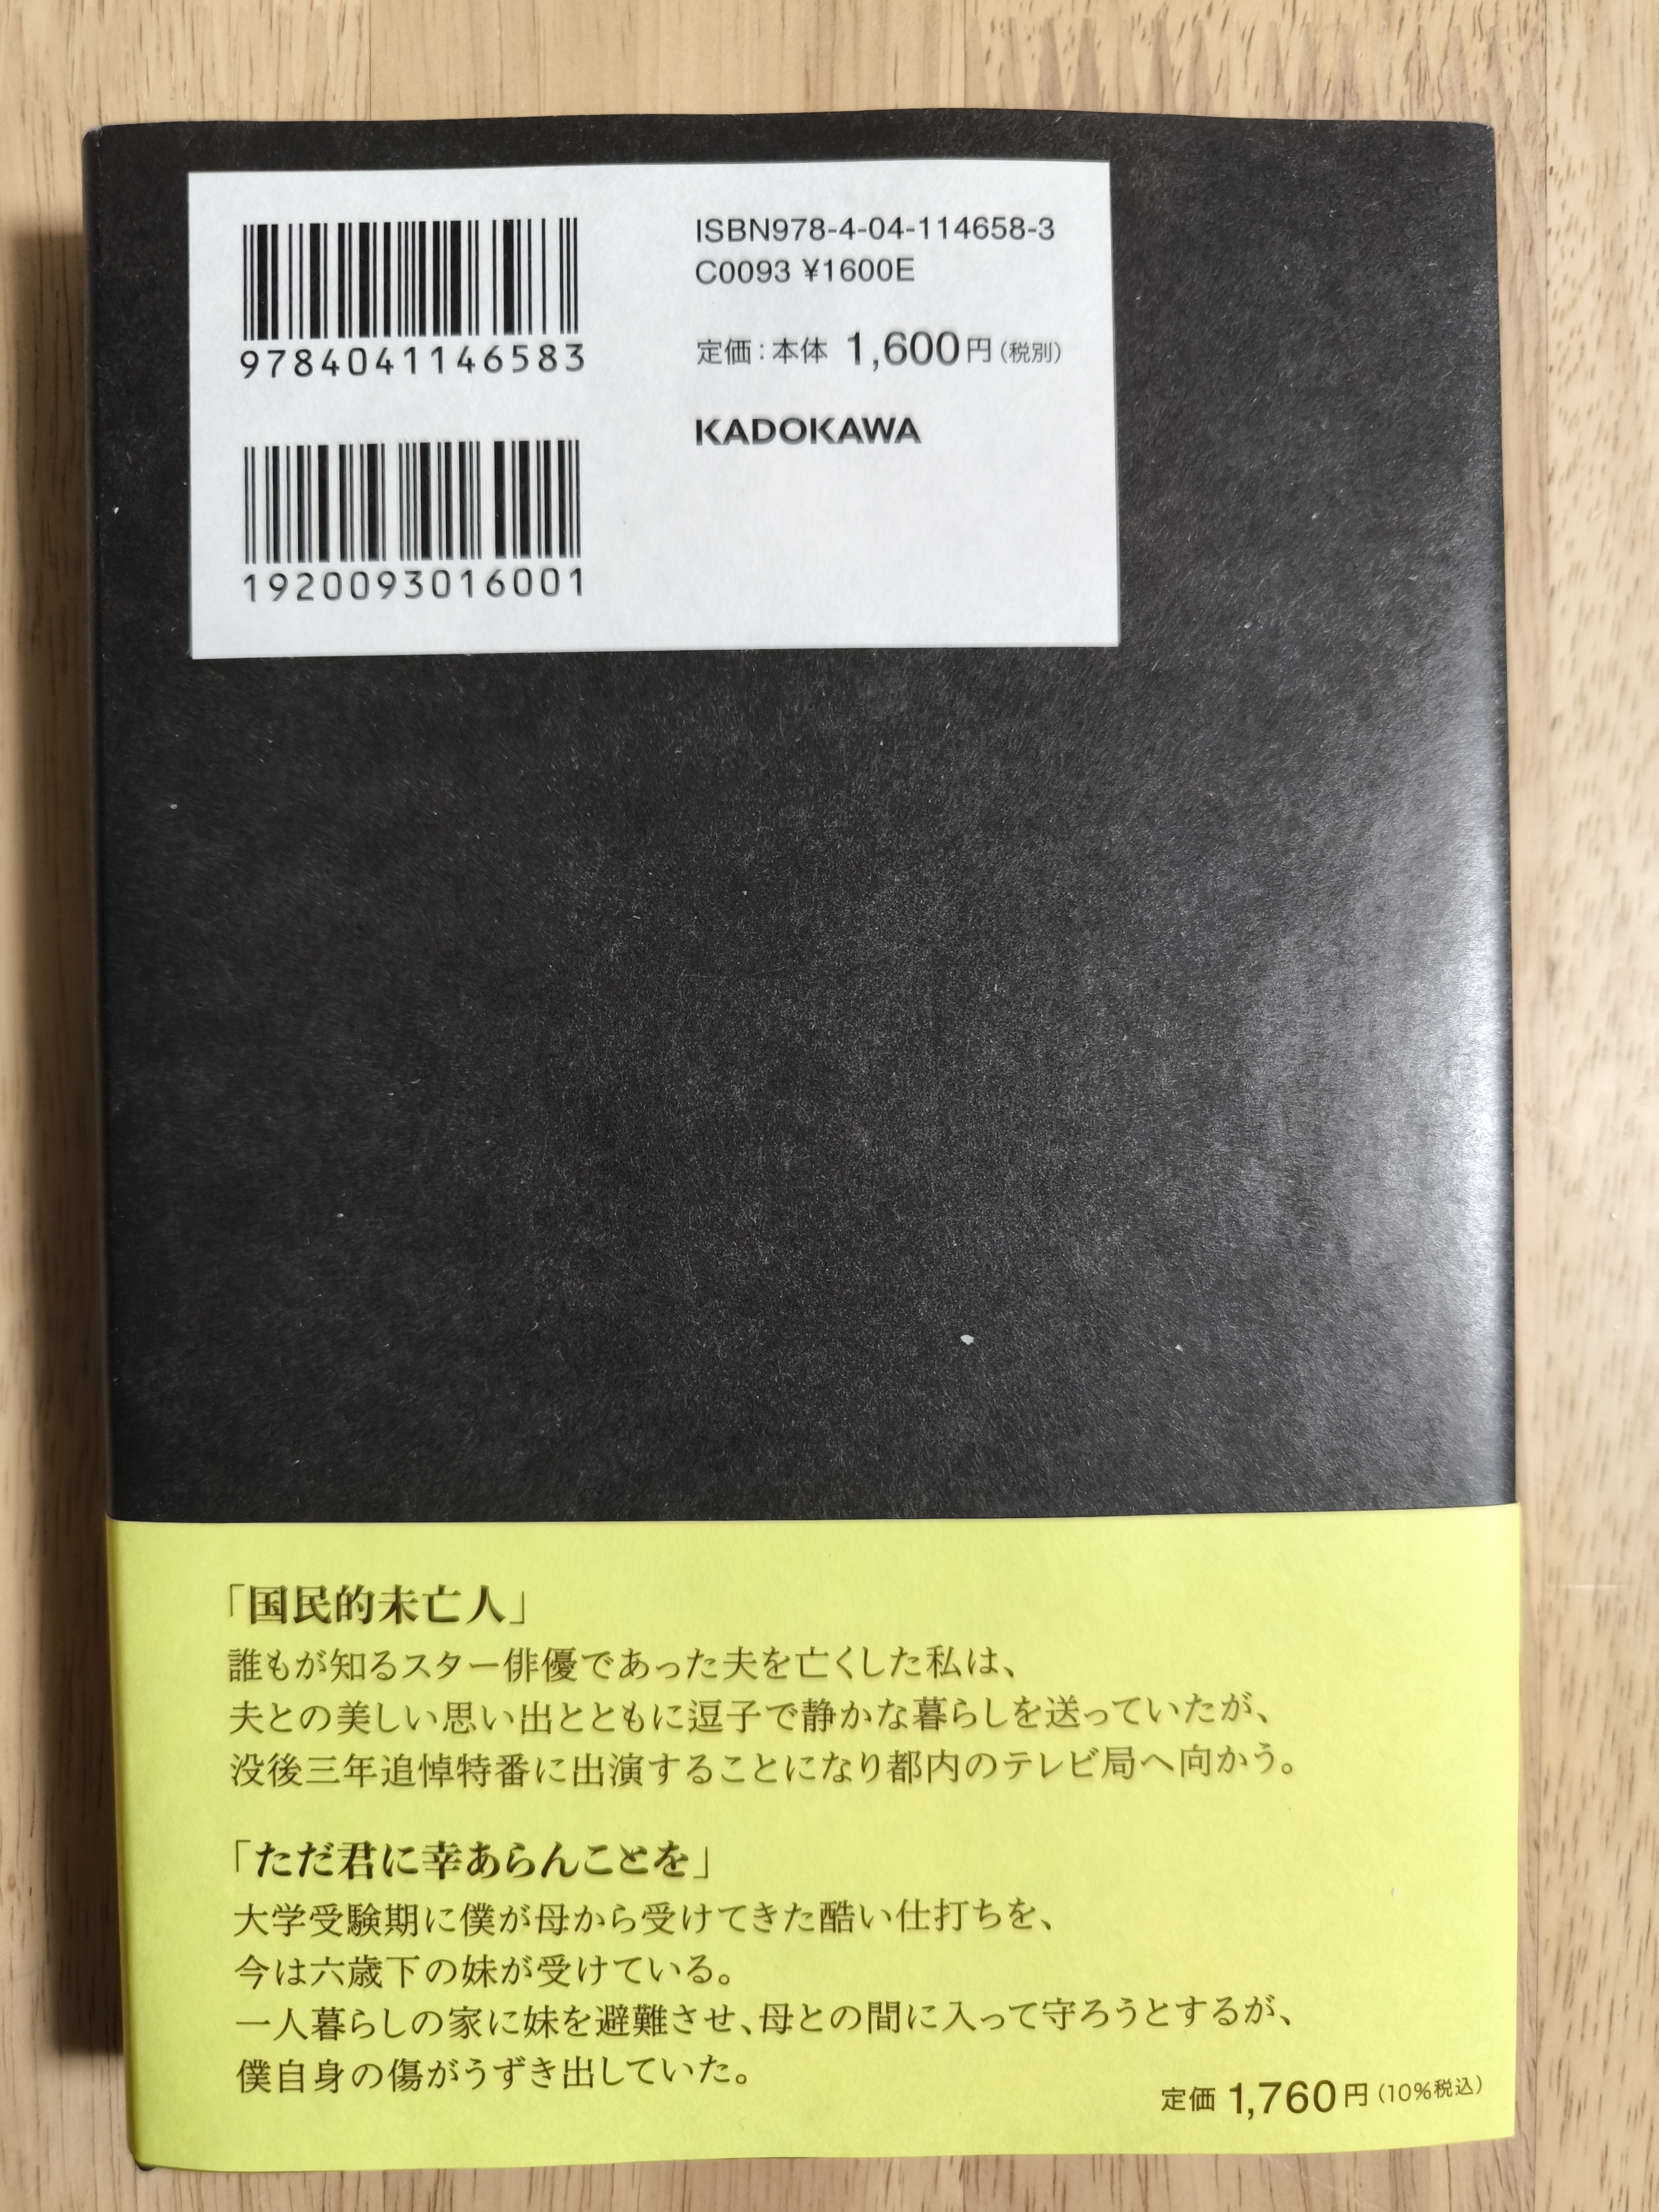 9784041146583
1920093016001
ISBN978-4-04-114658-3
C0093 ¥1600E
定価：本体 1,600円（税別）
KADOKAWA
「国民的未亡人」
誰もが知るスター俳優であった夫を亡くした私は、
夫との美しい思い出とともに逗子で静かな暮らしを送っていたが、
没後三年追悼特番に出演することになり都内のテレビ局へ向かう。
「ただ君に幸あらんことを」
大学受験期に僕が母から受けてきた酷い仕打ちを、
今は六歳下の妹が受けている。
一人暮らしの家に妹を避難させ、母との間に入って守ろうとするが、
僕自身の傷がうずき出していた。
定価 1,760円（10％税込）